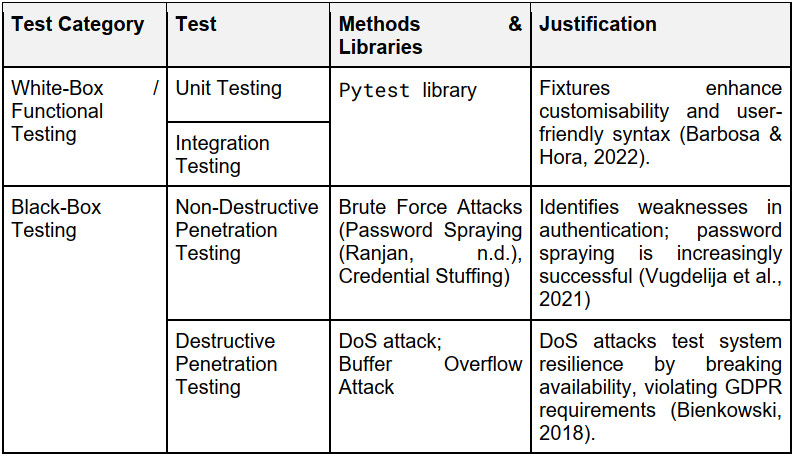 Test Category
Test
Methods &
Libraries
Justification
White-Box /
Functional
Testing
Unit Testing
Integration
Testing
Pytest library
Fixtures enhance
customisability and user-
friendly syntax (Barbosa &
Hora, 2022).
Black-Box
Testing
Non-Destructive
Penetration
Testing
Brute Force Attacks
(Password Spraying
(Ranjan, n.d.),
Credential Stuffing)
Identifies weaknesses in
authentication; password
spraying is increasingly
successful (Vugdelija et al.,
2021)
Destructive
Penetration
Testing
DoS attack;
Buffer Overflow
Attack
DoS attacks test system
resilience by breaking
availability, violating GDPR
requirements (Bienkowski,
2018).